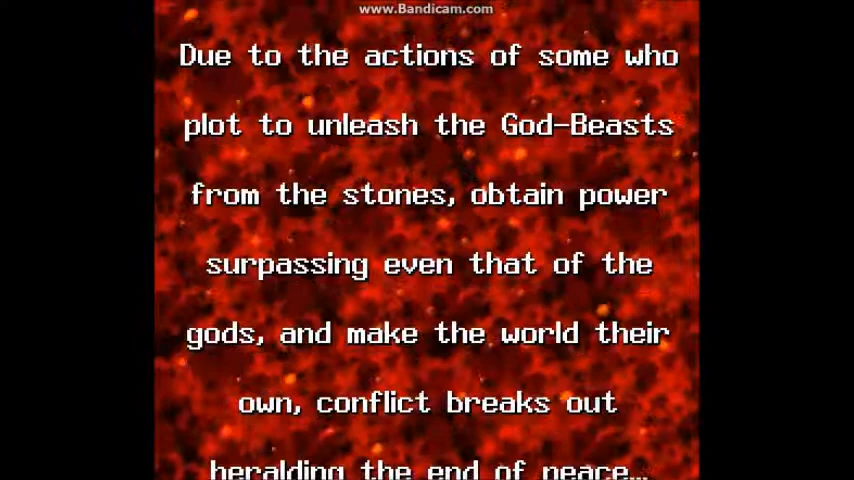 www.Bandicam.com
Due to the actions of some who
plot to unleash the God-Beasts
from the stones, obtain power
surpassing even that of the
gods, and make the world their
own, conflict breaks out
heralding the end of peace...